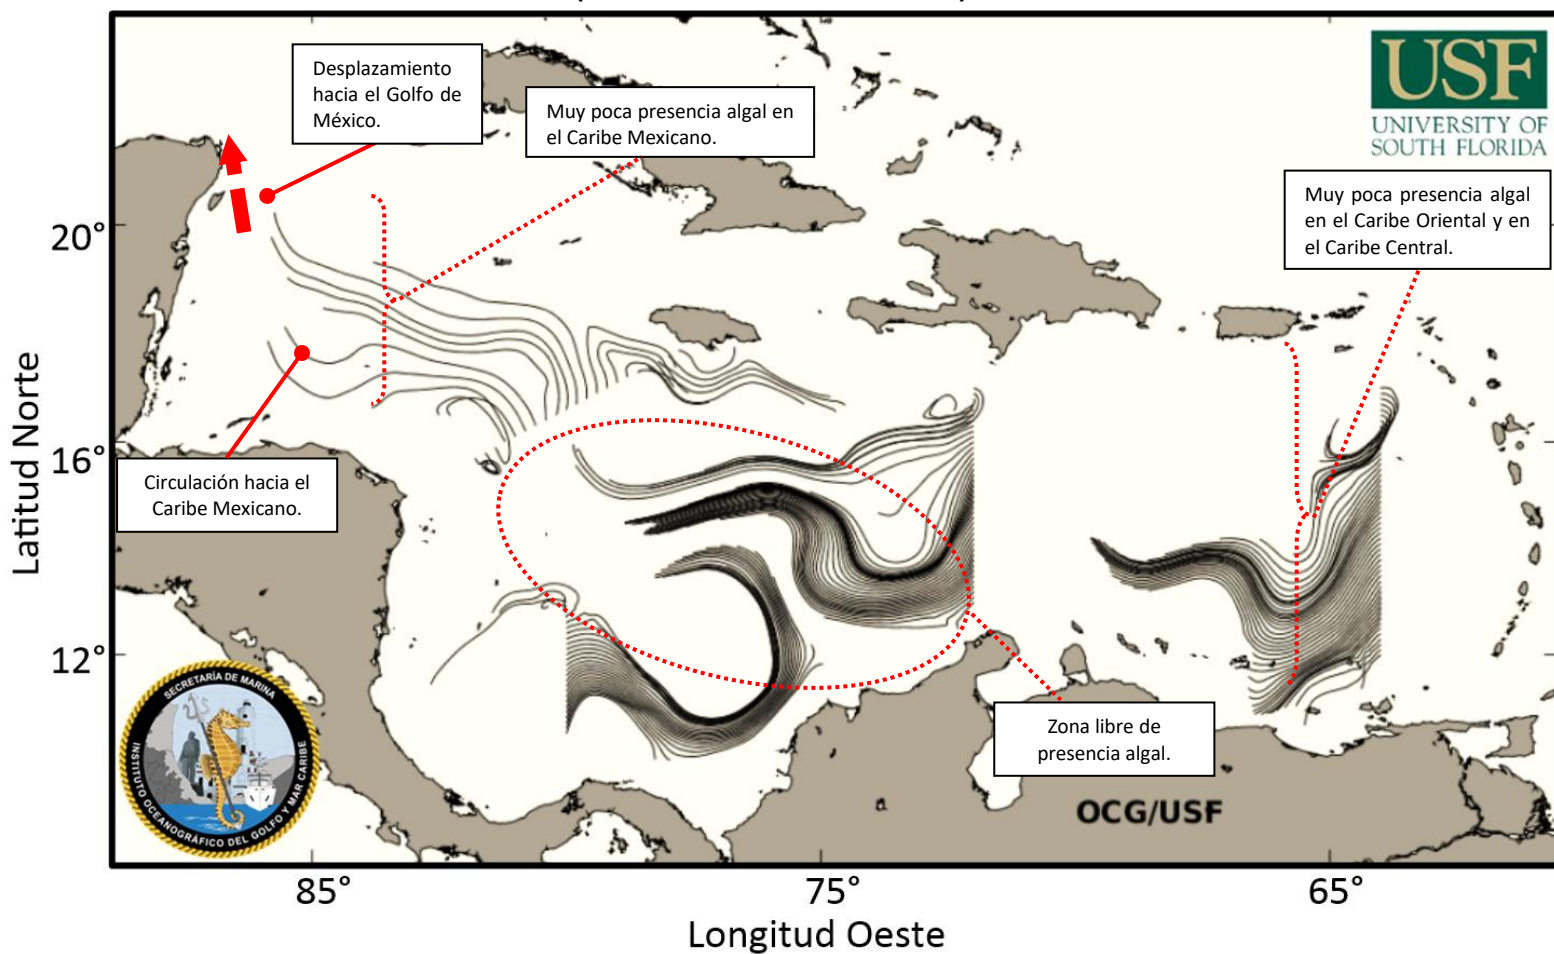 Desplazamiento
hacia el Golfo de
México.
Muy poca presencia algal en
el Caribe Mexicano.
USF
UNIVERSITY OF
SOUTH FLORIDA
Muy poca presencia algal
en el Caribe Oriental y en
el Caribe Central.
20°
16°
12°
Latitud Norte
Circulación hacia el
Caribe Mexicano.
Zona libre de
presencia algal.
SECRETARÍA DE MARINA
INSTITUTO OCEANOGRÁFICO DEL GOLFO Y MAR CARIBE
OCG/USF
85°
75°
65°
Longitud Oeste